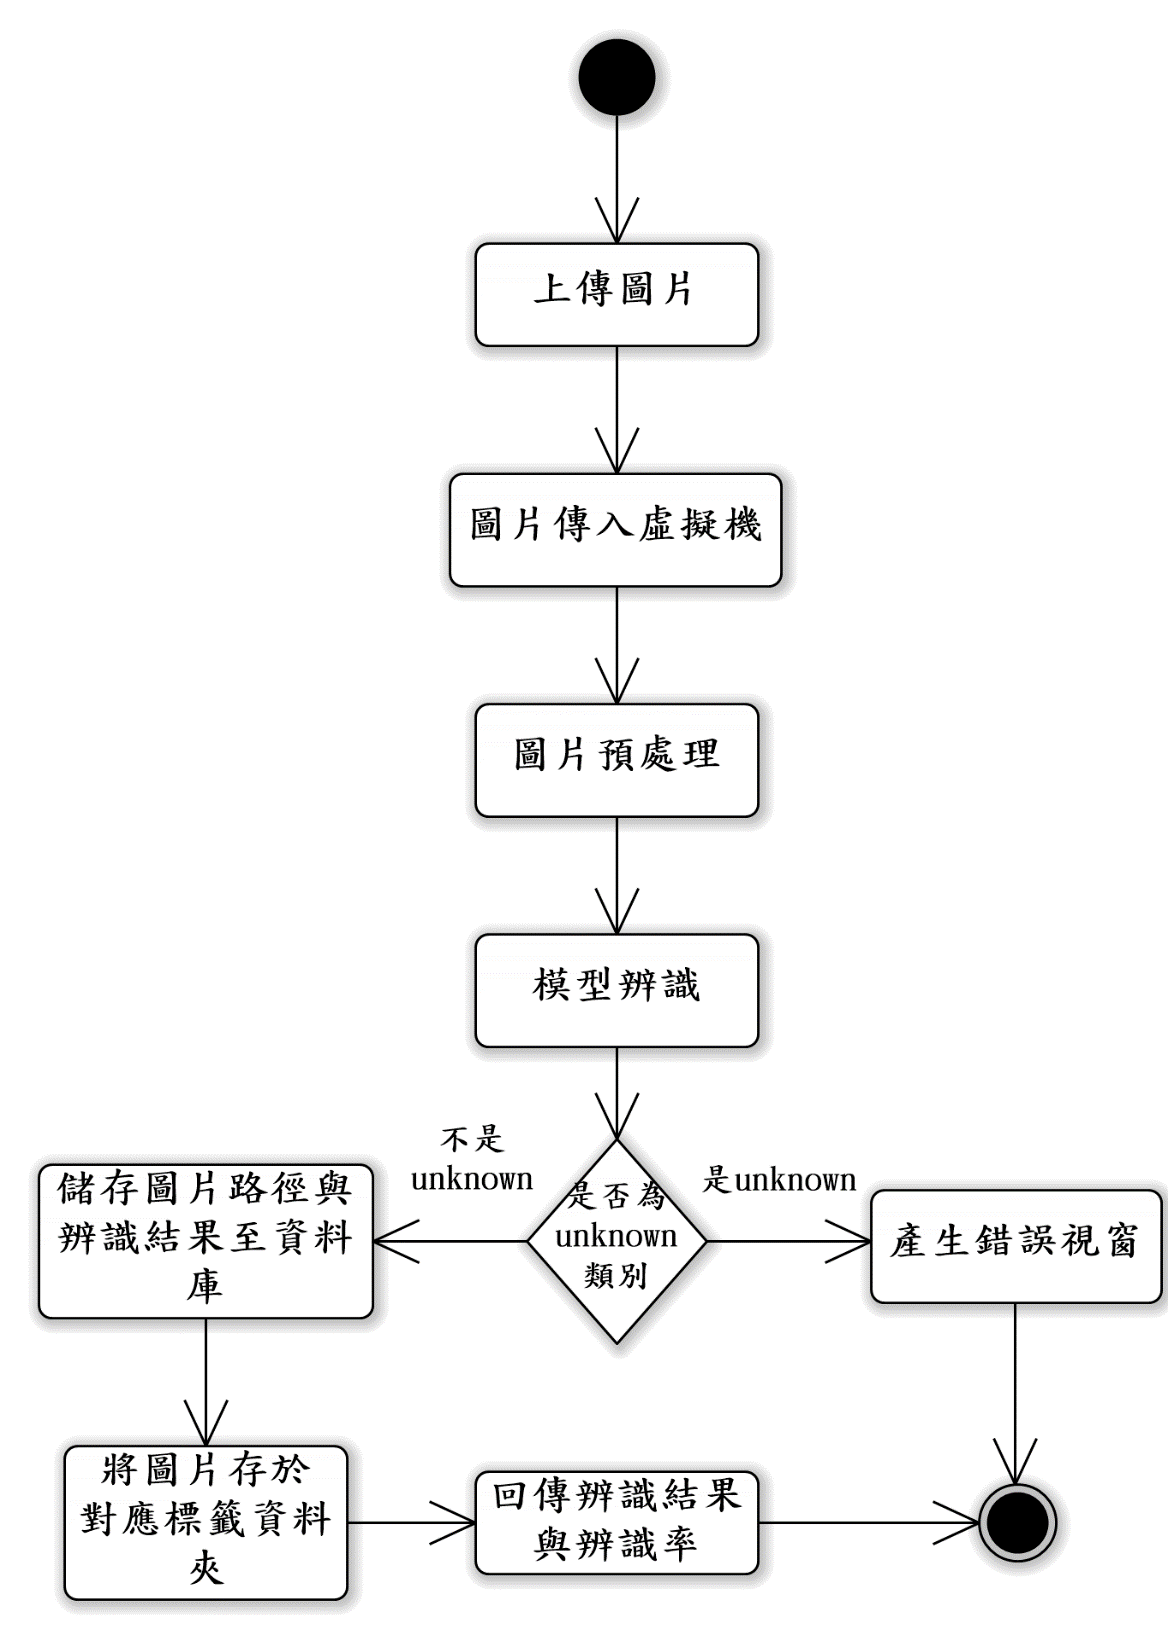 上傳圖片
圖片傳入虛擬機
圖片預處理
模型辨識
不是
unknown
是否為
unknown
類別
是unknown
儲存圖片路徑與
辨識結果至資料
庫
產生錯誤視窗
將圖片存於
對應標籤資料
夾
回傳辨識結果
與辨識率